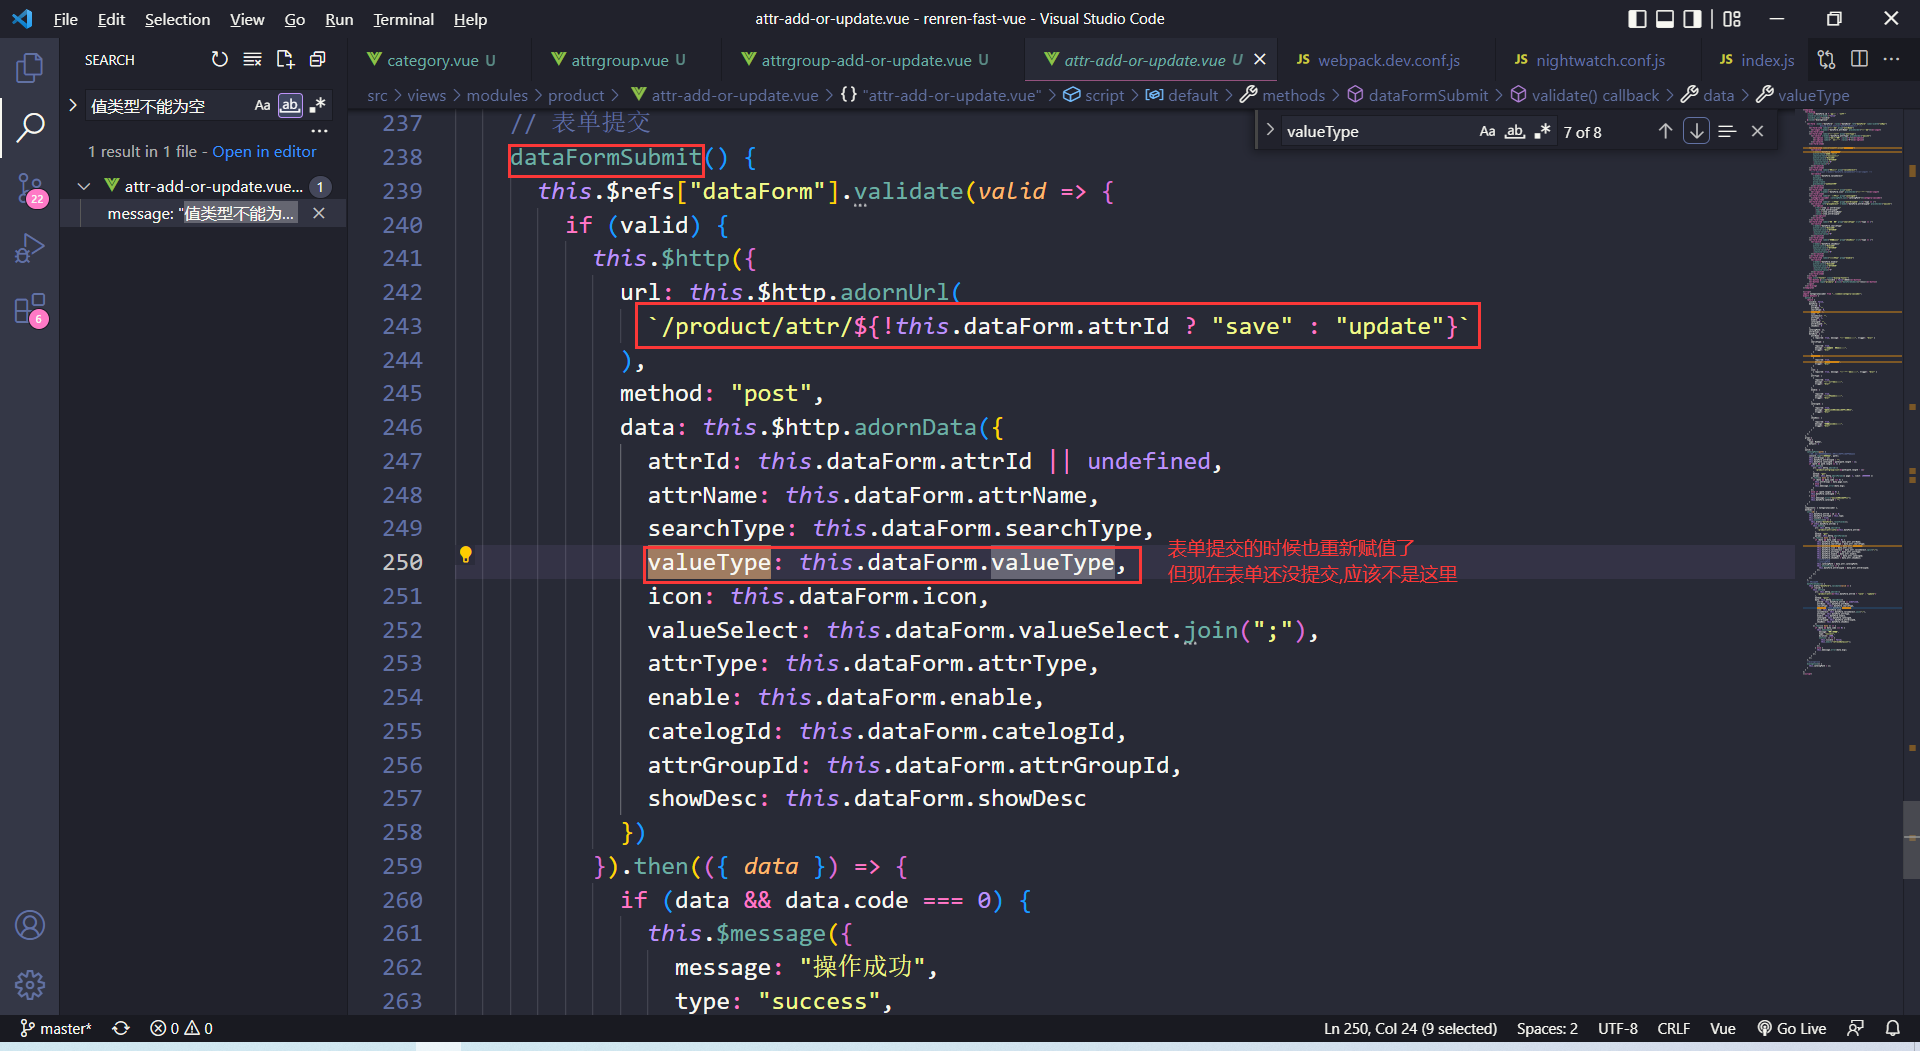 File Edit Selection View Go Run Terminal Help
attr-add-or-update.vue - renren-fast-vue - Visual Studio Code
SEARCH
category.vue U
attrgroup.vue U
attrgroup-add-or-update.vue U
attr-add-or-update.vue U
JS webpack.dev.conf.js
JS nightwatch.conf.js
JS index.js
值类型不能为空
Aa ab
1 result in 1 file - Open in editor
attr-add-or-update.vue... 1
message: "值类型不能为...
22
6
src > views > modules > product > attr-add-or-update.vue > {} "attr-add-or-update.vue" > script > default > methods > dataFormSubmit > validate() callback > data > valueType
valueType Aa ab 7 of 8
237 // 表单提交
238 dataFormSubmit() {
239 this.$refs["dataForm"].validate(valid => {
240 if (valid) {
241 this.$http({
242 url: this.$http.adornUrl(
243 `/product/attr/${!this.dataForm.attrId ? "save" : "update"}`
244 ),
245 method: "post",
246 data: this.$http.adornData({
247 attrId: this.dataForm.attrId || undefined,
248 attrName: this.dataForm.attrName,
249 searchType: this.dataForm.searchType,
250 valueType: this.dataForm.valueType,
表单提交的时候也重新赋值了
但现在表单还没提交,应该不是这里
251 icon: this.dataForm.icon,
252 valueSelect: this.dataForm.valueSelect.join(";"),
253 attrType: this.dataForm.attrType,
254 enable: this.dataForm.enable,
255 catelogId: this.dataForm.catelogId,
256 attrGroupId: this.dataForm.attrGroupId,
257 showDesc: this.dataForm.showDesc
258 })
259 }).then(({ data }) => {
260 if (data && data.code === 0) {
261 this.$message({
262 message: "操作成功",
263 type: "success",
master* 0 0
Ln 250, Col 24 (9 selected) Spaces: 2 UTF-8 CRLF Vue Go Live